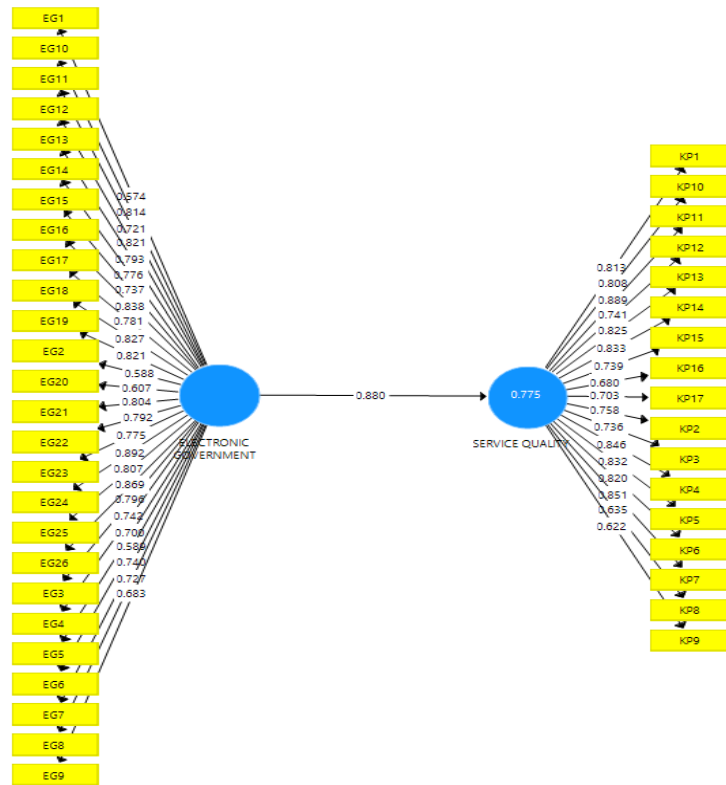 EG1
EG10
EG11
EG12
EG13
EG14
EG15
EG16
EG17
EG18
EG19
EG2
EG20
EG21
EG22
EG23
EG24
EG25
EG26
EG3
EG4
EG5
EG6
EG7
EG8
EG9
0.574
0.814
0.721
0.821
0.793
0.776
0.737
0.838
0.781
0.827
0.821
0.588
0.607
0.804
0.792
0.775
0.892
0.807
0.869
0.796
0.742
0.700
0.589
0.740
0.727
0.683
ELECTRONIC
GOVERNMENT
0.880
0.775
SERVICE QUALITY
0.813
0.808
0.889
0.741
0.825
0.833
0.739
0.680
0.703
0.758
0.736
0.846
0.832
0.820
0.851
0.635
0.622
KP1
KP10
KP11
KP12
KP13
KP14
KP15
KP16
KP17
KP2
KP3
KP4
KP5
KP6
KP7
KP8
KP9